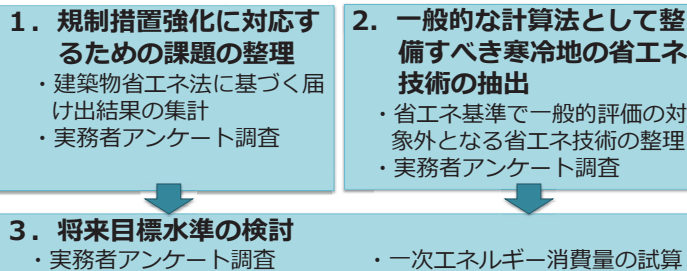 １．規制措置強化に対応す
るための課題の整理
・建築物省エネ法に基づく届
け出結果の集計
・実務者アンケート調査
２．一般的な計算法として整
備すべき寒冷地の省エネ
技術の抽出
・省エネ基準で一般的評価の対
象外となる省エネ技術の整理
・実務者アンケート調査
３．将来目標水準の検討
・実務者アンケート調査
・一次エネルギー消費量の試算